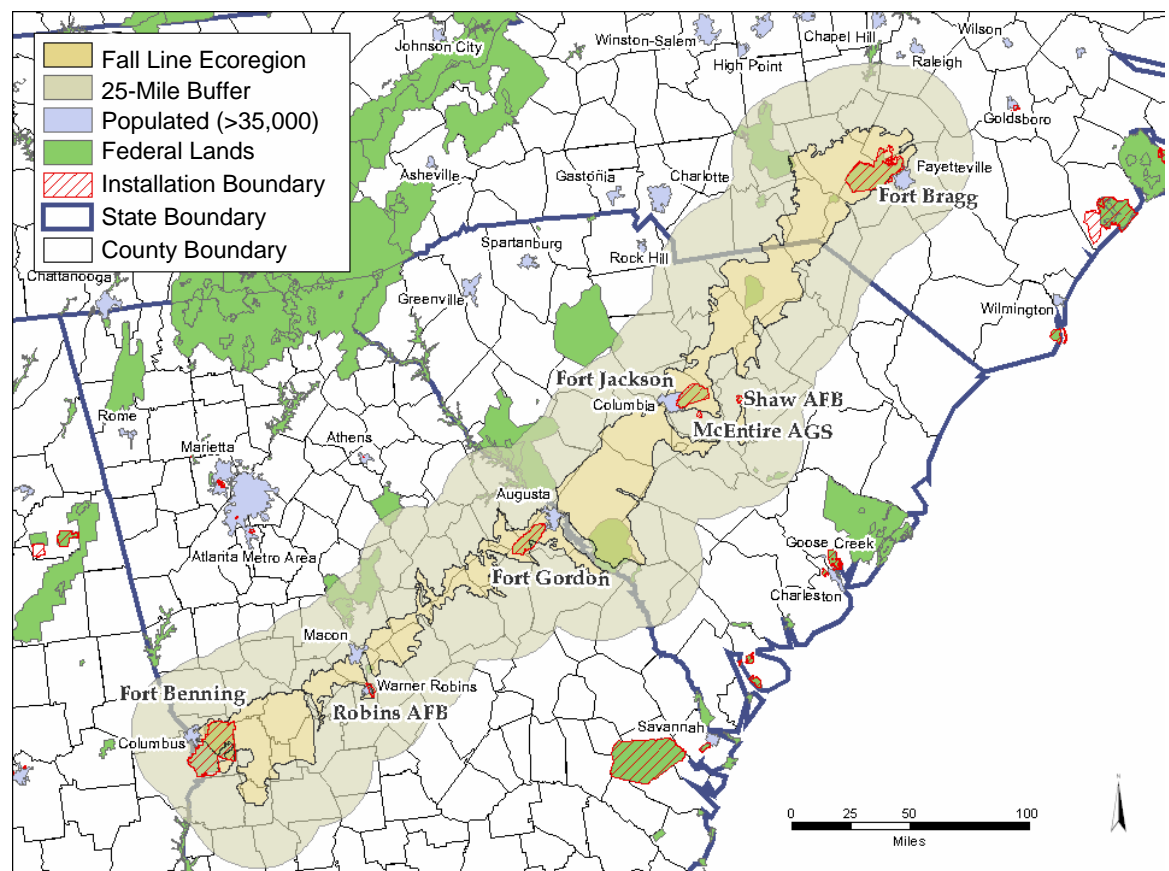 Fall Line Ecoregion
25-Mile Buffer
Populated (>35,000)
Federal Lands
Installation Boundary
State Boundary
County Boundary
Johnson City
Winston-Salem
Chapel Hill
Wilson
High Point
Raleigh
Goldsboro
Asheville
Gastonia
Charlotte
Fayetteville
Fort Bragg
Chattanooga
Spartanburg
Rock Hill
Greenville
Wilmington
Fort Jackson
Columbia
Shaw AFB
McEntire AGS
Rome
Marietta
Athens
Atlanta Metro Area
Augusta
Fort Gordon
Goose Creek
Charleston
Macon
Warner Robins
Robins AFB
Fort Benning
Columbus
Savannah
N
0 25 50 100
Miles